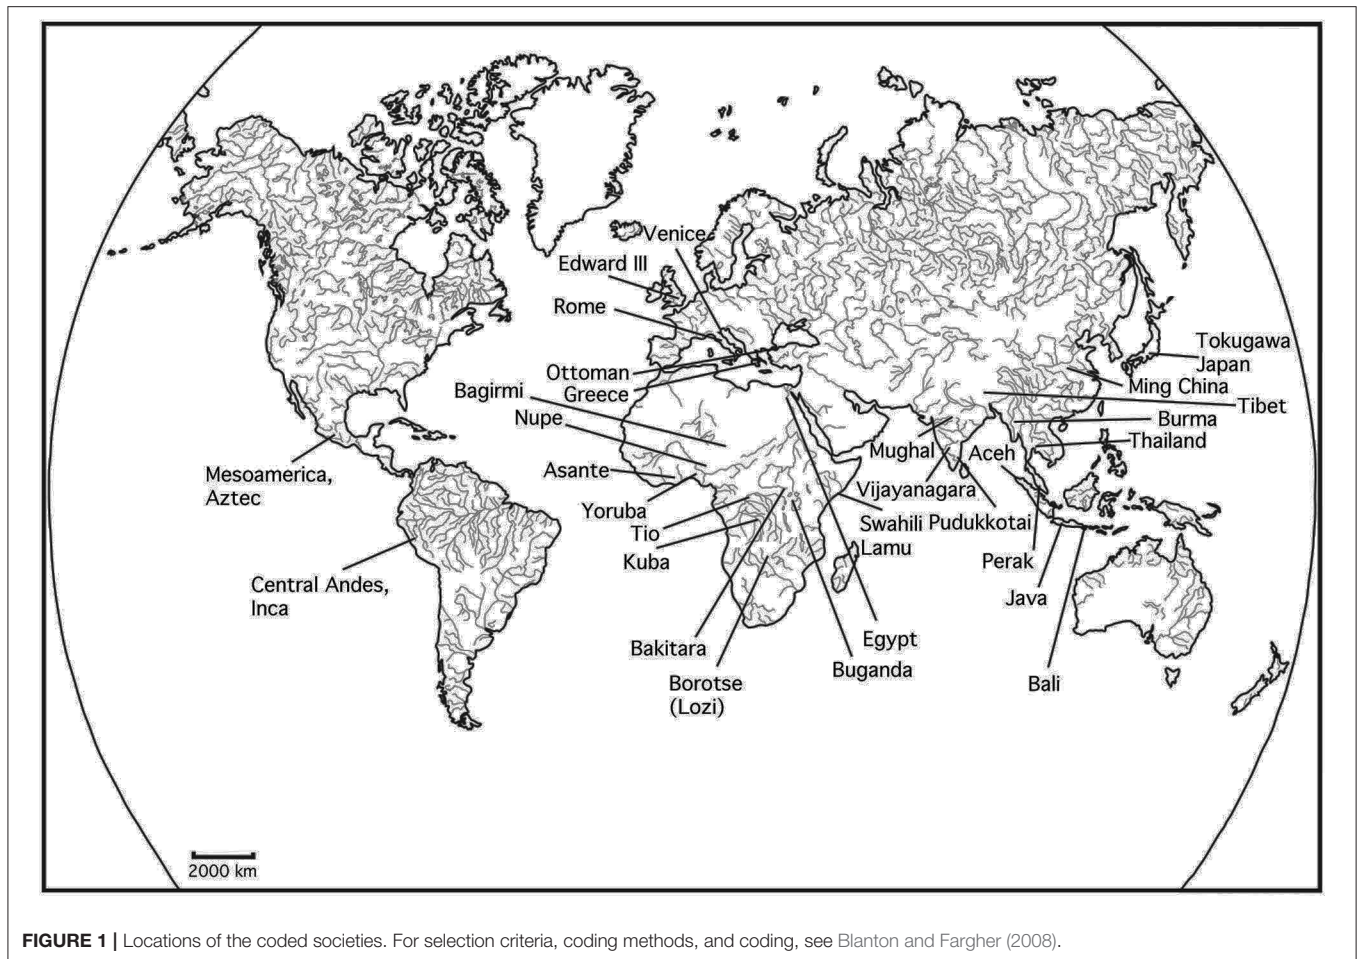 Venice
Edward III
Rome
Ottoman
Greece
Bagirmi
Nupe
Asante
Yoruba
Tio
Kuba
Mesoamerica,
Aztec
Central Andes,
Inca
Bakitara
Borotse
(Lozi)
Egypt
Buganda
Swahili
Lamu
Mughal
Vijayanagara
Pudukkotai
Aceh
Perak
Java
Bali
Tokugawa
Japan
Ming China
Tibet
Burma
Thailand
2000 km
FIGURE 1 | Locations of the coded societies. For selection criteria, coding methods, and coding, see Blanton and Fargher (2008).